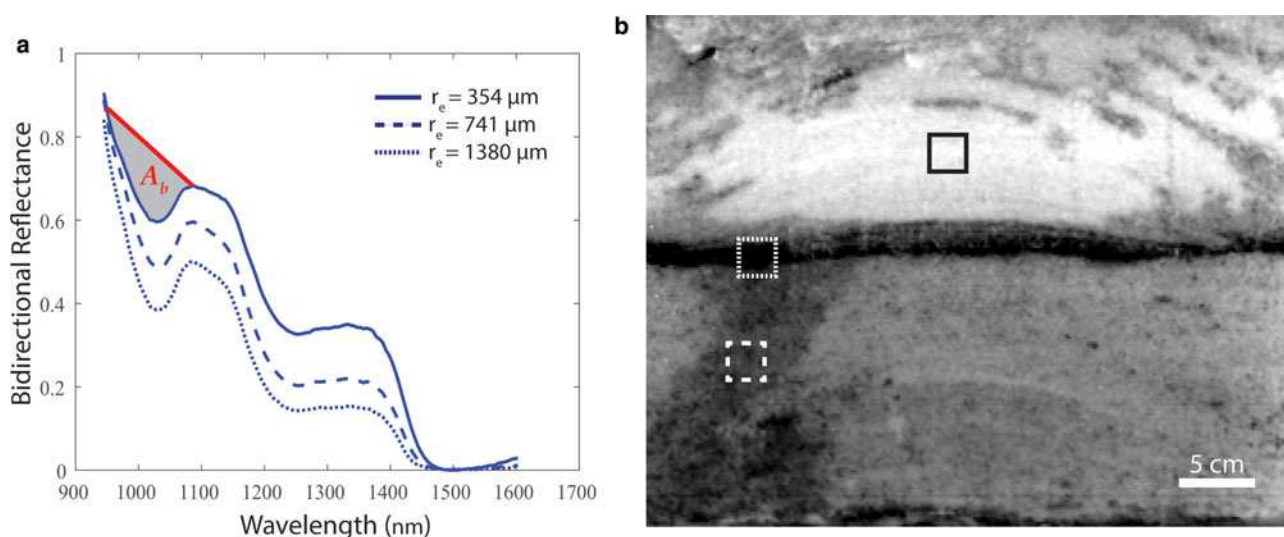 a
1
0.8
0.6
0.4
0.2
0
900 1000 1100 1200 1300 1400 1500 1600 1700
Bidirectional Reflectance
Wavelength (nm)
A_b
r_e = 354 μm
r_e = 741 μm
r_e = 1380 μm
b
5 cm